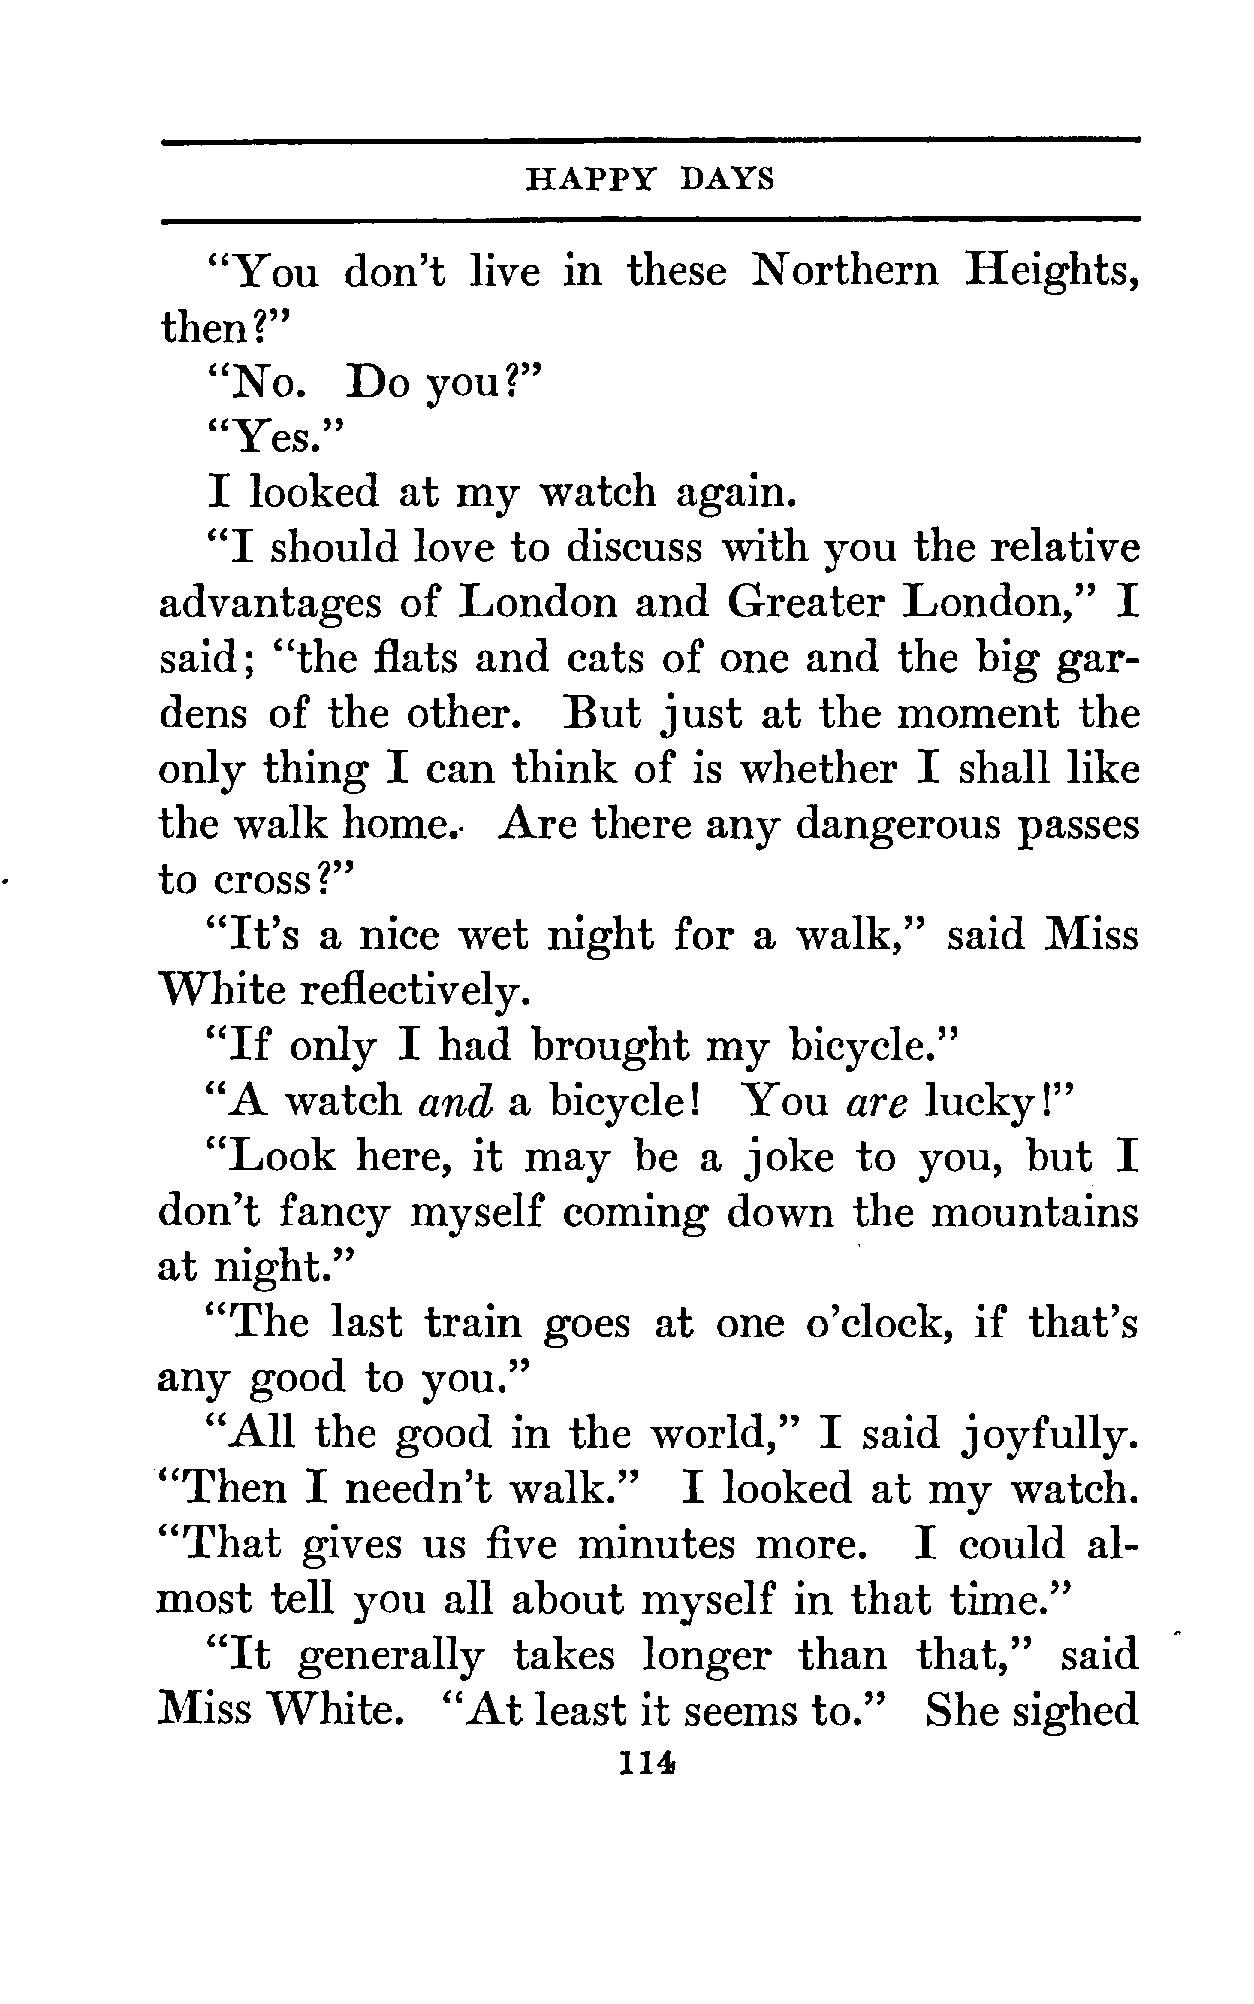 HAPPY DAYS
"You don't live in these Northern Heights,
then?"
"No. Do you?"
"Yes."
I looked at my watch again.
"I should love to discuss with you the relative
advantages of London and Greater London," I
said; "the flats and cats of one and the big gar-
dens of the other. But just at the moment the
only thing I can think of is whether I shall like
the walk home. Are there any dangerous passes
to cross?"
"It's a nice wet night for a walk," said Miss
White reflectively.
"If only I had brought my bicycle."
"A watch and a bicycle! You are lucky!"
"Look here, it may be a joke to you, but I
don't fancy myself coming down the mountains
at night."
"The last train goes at one o'clock, if that's
any good to you."
"All the good in the world," I said joyfully.
"Then I needn't walk." I looked at my watch.
"That gives us five minutes more. I could al-
most tell you all about myself in that time."
"It generally takes longer than that," said
Miss White. "At least it seems to." She sighed
114